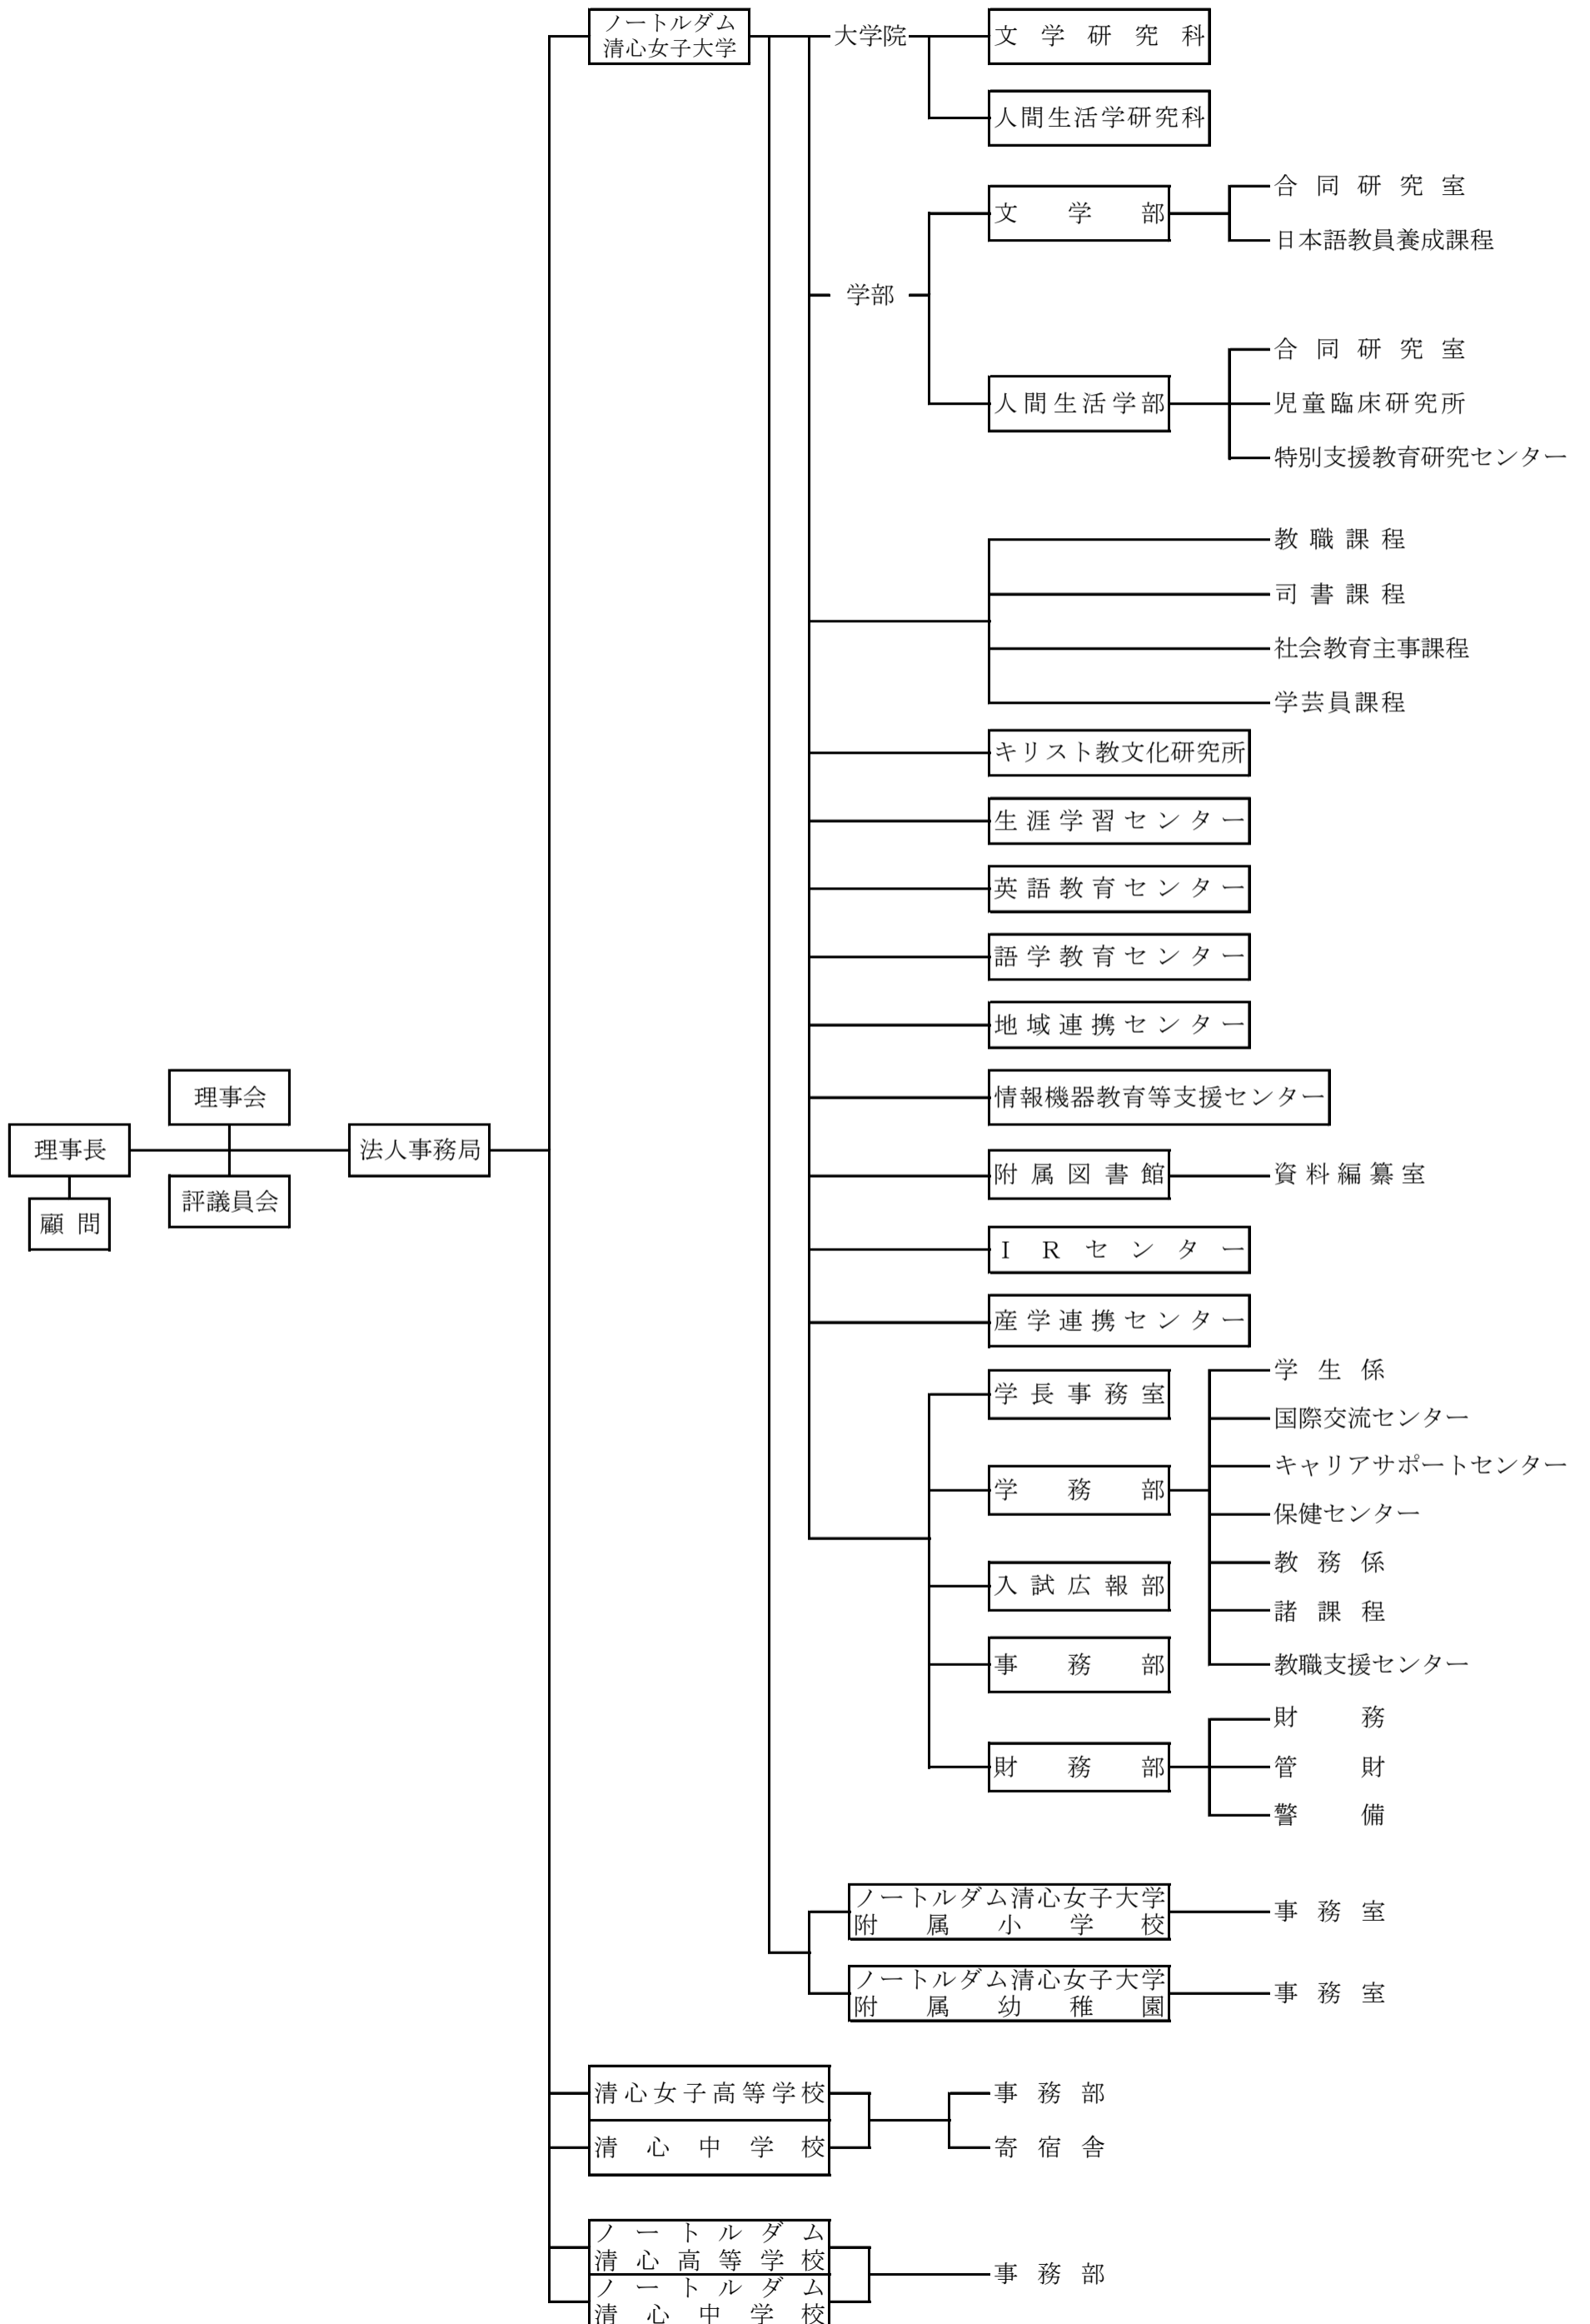 ノートルダム
清心女子大学
大学院
文学研究科
人間生活学研究科
学部
文学部
合同研究室
日本語教員養成課程
人間生活学部
合同研究室
児童臨床研究所
特別支援教育研究センター
教職課程
司書課程
社会教育主事課程
学芸員課程
キリスト教文化研究所
生涯学習センター
英語教育センター
語学教育センター
地域連携センター
情報機器教育等支援センター
理事会
理事長
法人事務局
評議員会
顧問
附属図書館
資料編纂室
IRセンター
産学連携センター
学長事務室
学務部
学生係
国際交流センター
キャリアサポートセンター
保健センター
教務係
諸課程
教職支援センター
入試広報部
事務部
財務部
財務
管財
警備
ノートルダム清心女子大学
附属小学校
事務室
ノートルダム清心女子大学
附属幼稚園
事務室
清心女子高等学校
清心中学校
事務部
寄宿舎
ノートルダム
清心高等学校
ノートルダム
清心中学校
事務部